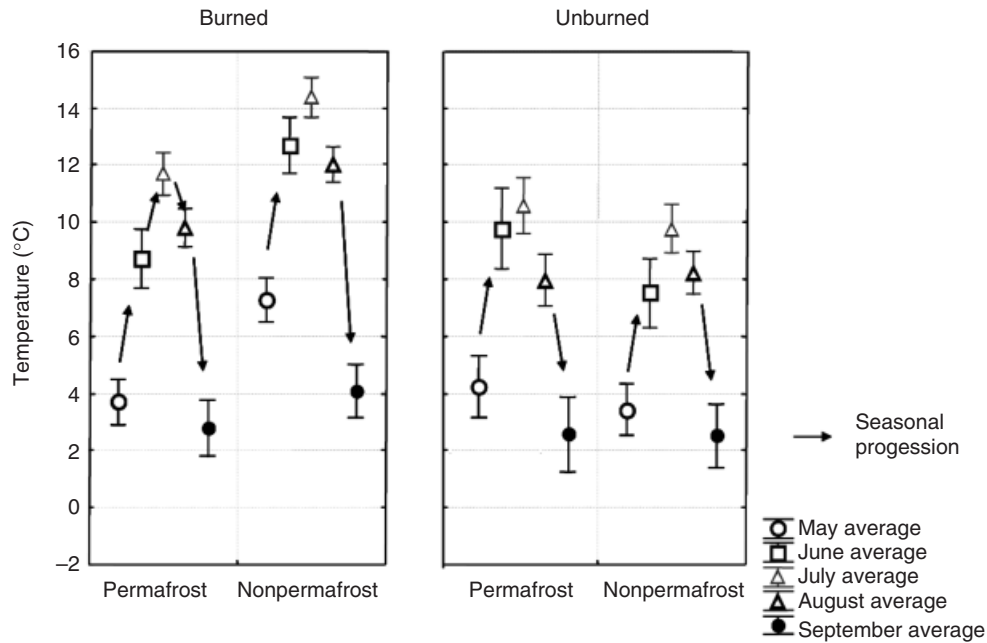 Burned
Unburned
Temperature (°C)
16
14
12
10
8
6
4
2
0
–2
Permafrost
Nonpermafrost
Permafrost
Nonpermafrost
Seasonal
progession
May average
June average
July average
August average
September average